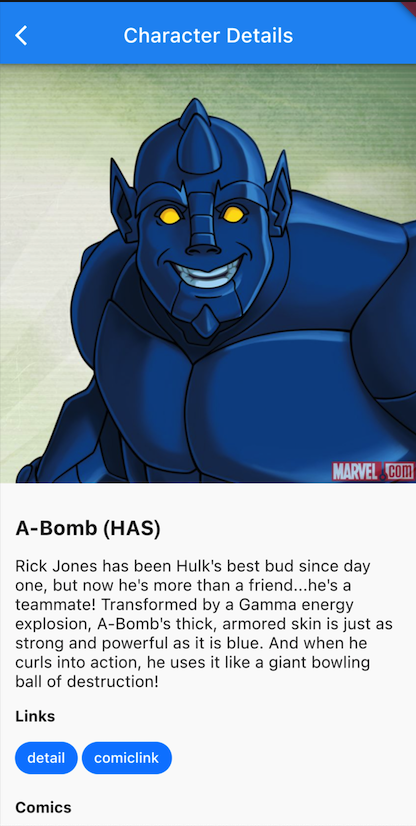 Character Details
MARVEL.COM
A-Bomb (HAS)
Rick Jones has been Hulk's best bud since day
one, but now he's more than a friend...he's a
teammate! Transformed by a Gamma energy
explosion, A-Bomb's thick, armored skin is just as
strong and powerful as it is blue. And when he
curls into action, he uses it like a giant bowling
ball of destruction!
Links
detail comiclink
Comics